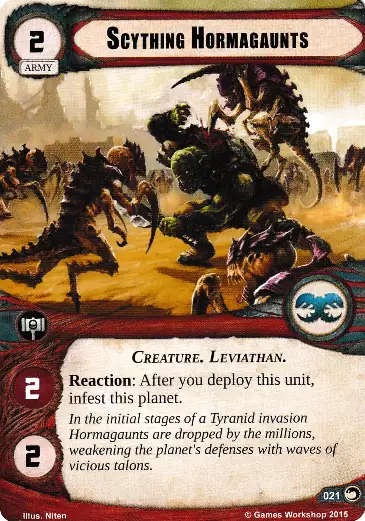 2
ARMY
SCYTHING HORMAGAUNTS
CREATURE. LEVIATHAN.
2
Reaction: After you deploy this unit,
infest this planet.
In the initial stages of a Tyranid invasion
Hormagaunts are dropped by the millions,
weakening the planet's defenses with waves of
vicious talons.
2
021
Illus. Niten
© Games Workshop 2015